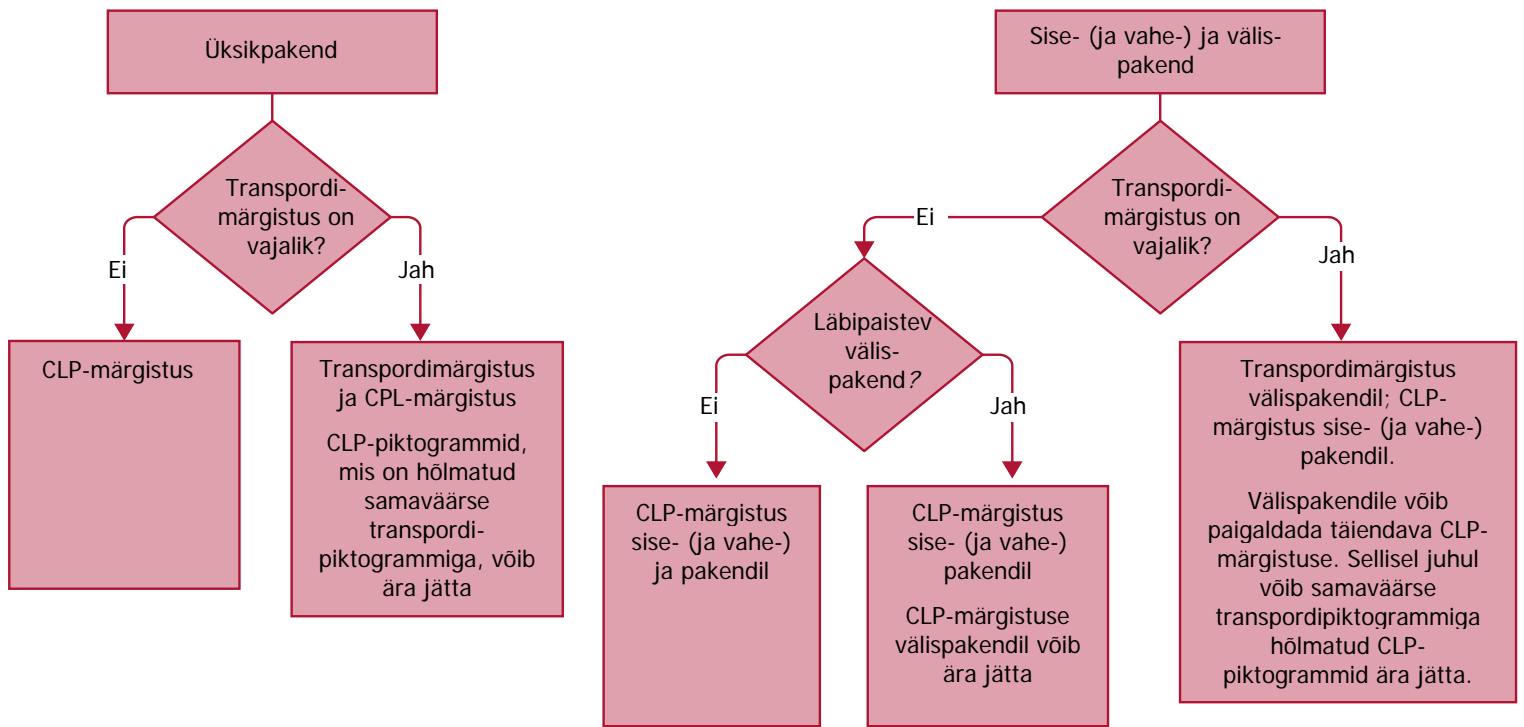 Üksikpakend
Transpordi-
märgistus on
vajalik?
Ei
Jah
CLP-märgistus
Transpordimärgistus
ja CPL-märgistus
CLP-piktogrammid,
mis on hõlmatud
samaväärse
transpordi-
piktogrammiga, võib
ära jätta
Sise- (ja vahe-) ja välis-
pakend
Transpordi-
märgistus on
vajalik?
Ei
Jah
Läbipaistev
välis-
pakend?
Ei
Jah
CLP-märgistus
sise- (ja vahe-)
ja pakendil
CLP-märgistus
sise- (ja vahe-)
pakendil
CLP-märgistuse
välispakendil võib
ära jätta
Transpordimärgistus
välispakendil; CLP-
märgistus sise- (ja vahe-)
pakendil.
Välispakendile võib
paigaldada täiendava CLP-
märgistuse. Sellisel juhul
võib samaväärse
transpordipiktogrammiga
hõlmatud CLP-
piktogrammid ära jätta.